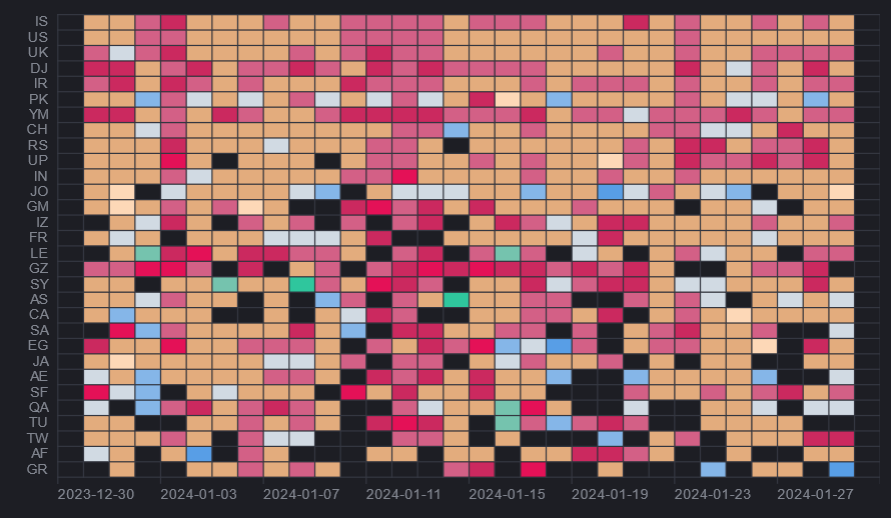 IS
US
UK
DJ
IR
PK
YM
CH
RS
UP
IN
JO
GM
IZ
FR
LE
GZ
SY
AS
CA
SA
EG
JA
AE
SF
QA
TU
TW
AF
GR
2023-12-30 2024-01-03 2024-01-07 2024-01-11 2024-01-15 2024-01-19 2024-01-23 2024-01-27